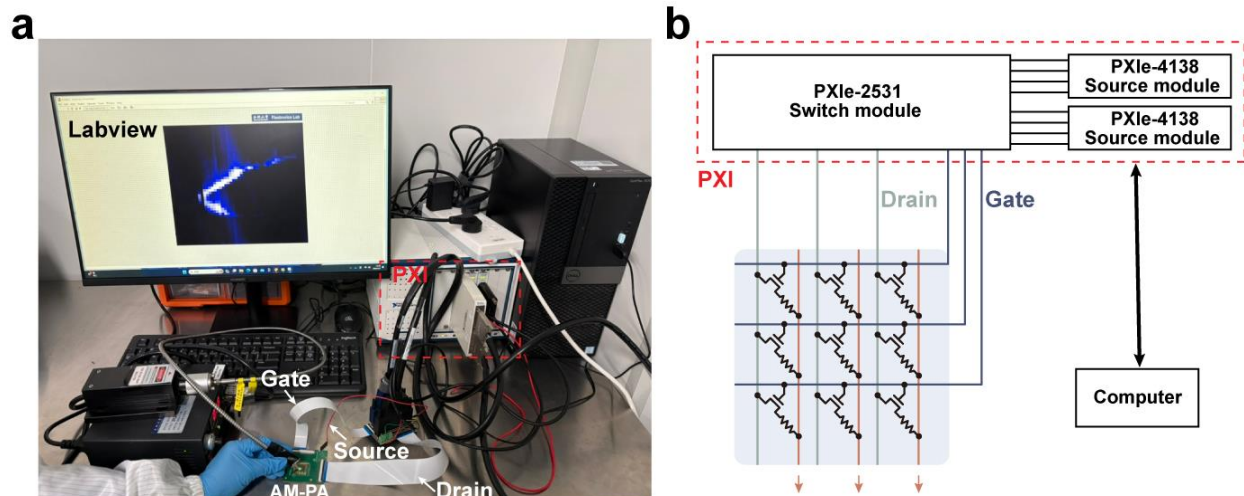 a
Labview
PXI
Gate
Source
AM-PA
Drain
b
PXIe-2531
Switch module
PXIe-4138
Source module
PXIe-4138
Source module
PXI
Drain
Gate
Computer